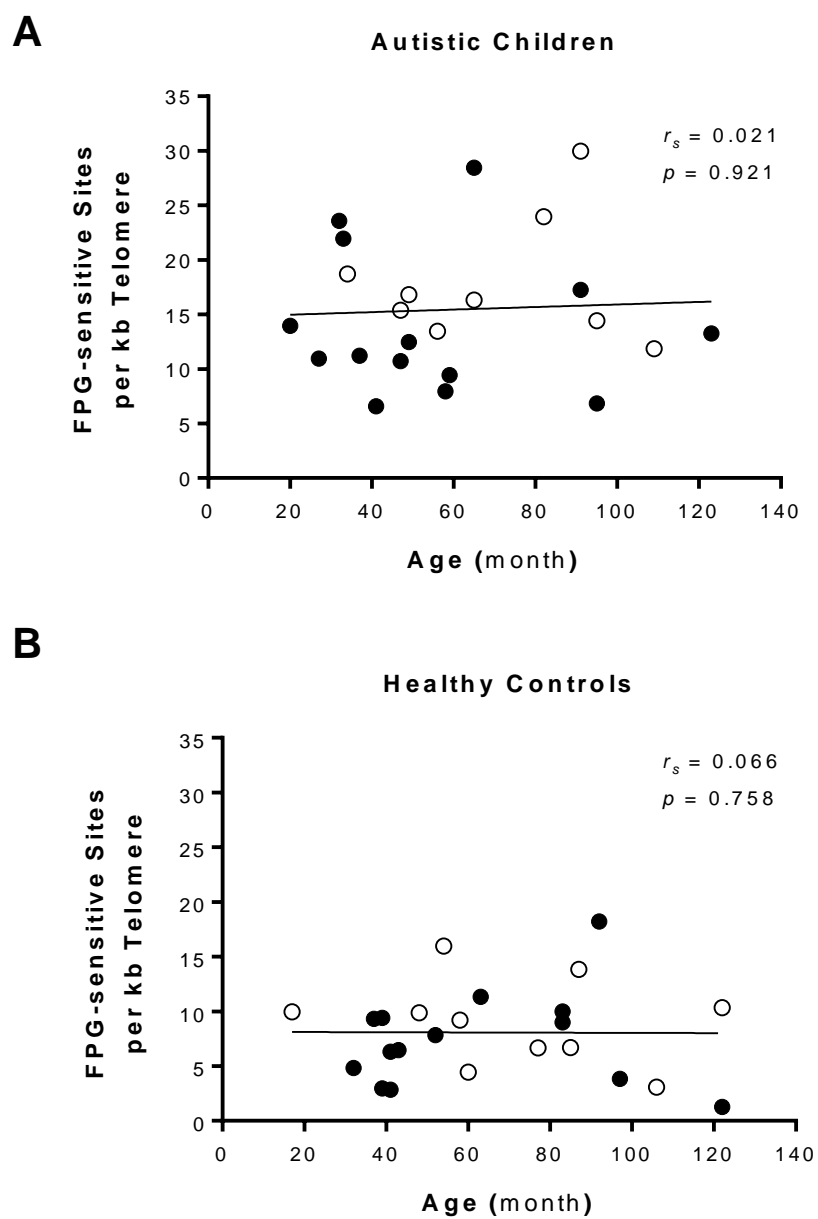 A
Autistic Children
FPG-sensitive Sites
per kb Telomere
35
30
25
20
15
10
5
0
r_s = 0.021
p = 0.921
0 20 40 60 80 100 120 140
Age (month)
B
Healthy Controls
FPG-sensitive Sites
per kb Telomere
35
30
25
20
15
10
5
0
r_s = 0.066
p = 0.758
0 20 40 60 80 100 120 140
Age (month)